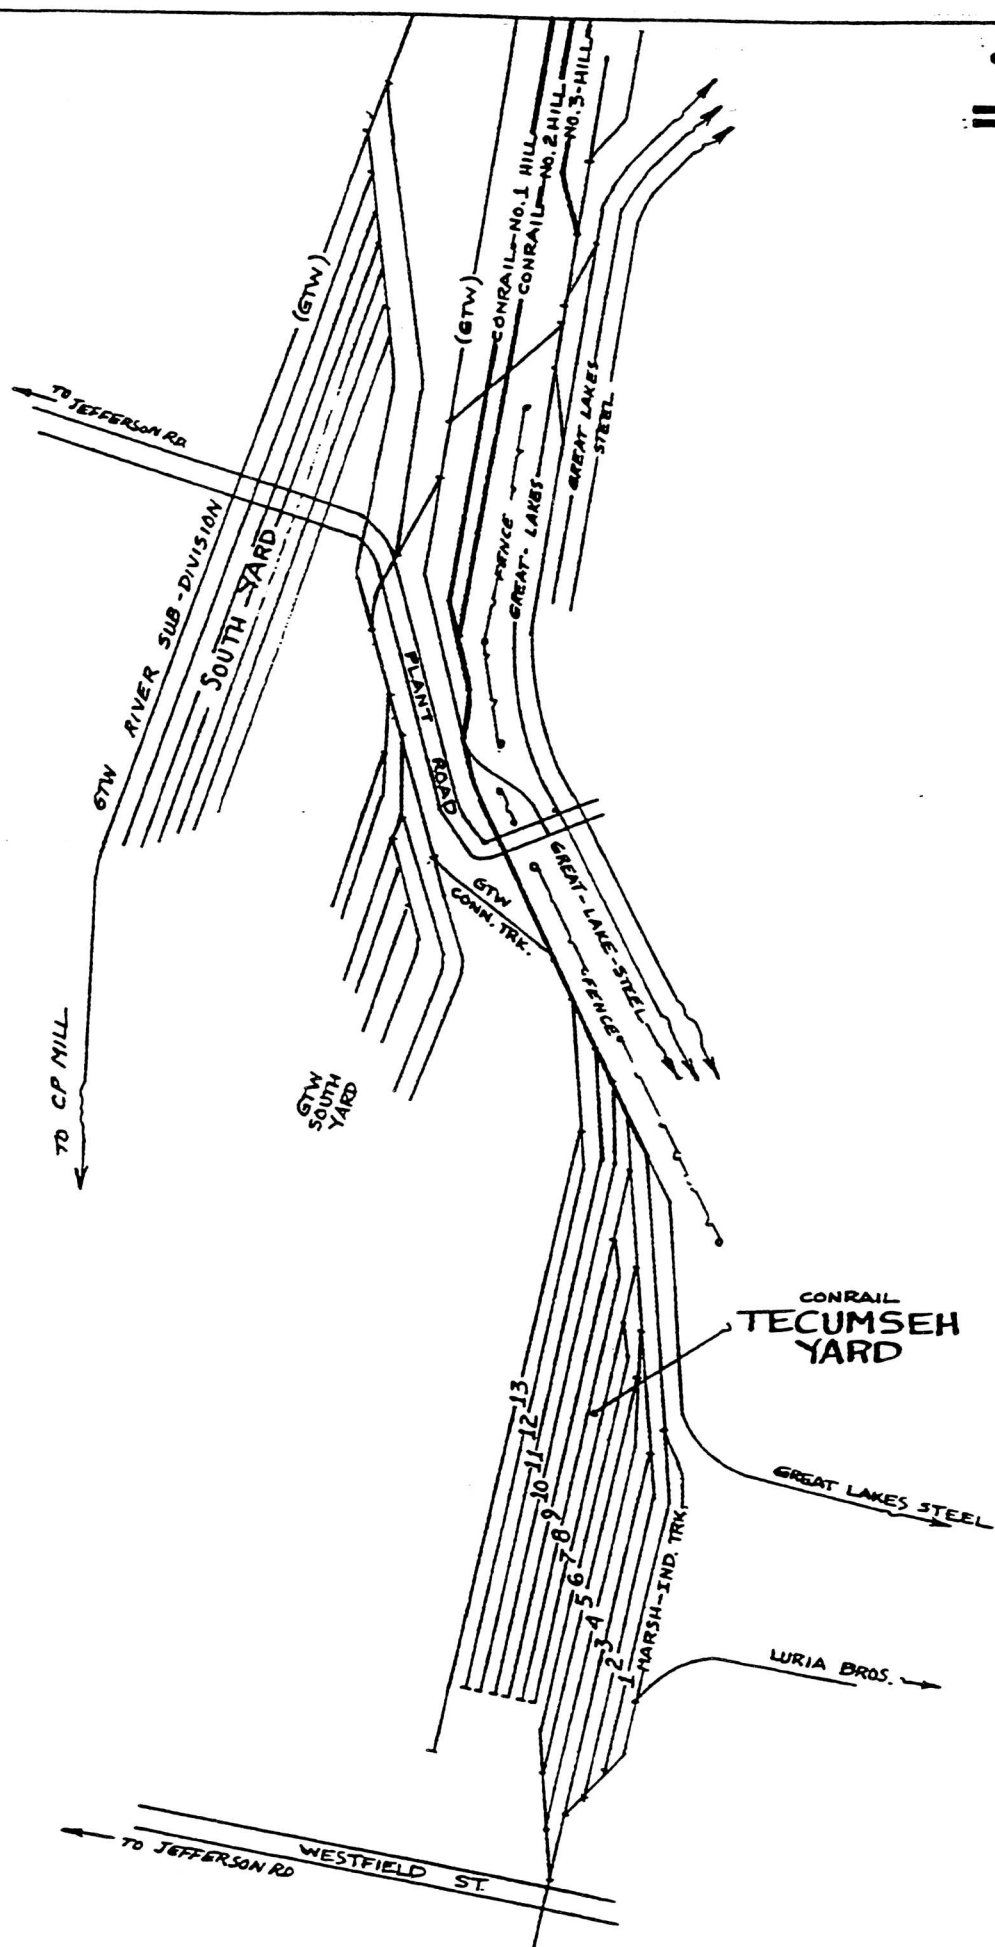 (GTW)
(GTW)
CONRAIL-NO.1 HILL
CONRAIL-NO.2 HILL
NO.3-HILL
TO
JEFFERSON RD.
GREAT LAKES
STEEL
FENCE
GREAT-LAKES
GTW RIVER SUB-DIVISION
SOUTH YARD
PLANT
ROAD
GTW
CONN. TRK.
GREAT-LAKE-STEEL
FENCE
TO CP MILL
GTW
SOUTH
YARD
CONRAIL
TECUMSEH
YARD
13
12
11
10
9
8
7
6
5
4
3
2
1
MARSH-IND. TRK.
GREAT LAKES STEEL
LURIA BROS.
TO JEFFERSON RD
WESTFIELD ST.